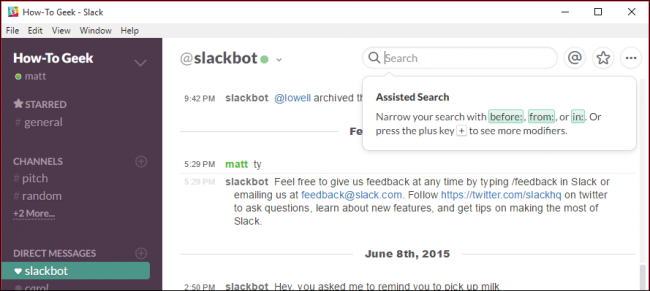 How-To Geek - Slack
File Edit View Window Help
How-To Geek
matt
STARRED
# general
CHANNELS
# pitch
# random
+2 More...
DIRECT MESSAGES
slackbot
carol
@slackbot
Search
@
Assisted Search
Narrow your search with before:, from:, or in:. Or
press the plus key + to see more modifiers.
9:42 PM slackbot @lowell archived th
Fe
5:29 PM matt ty
5:29 PM slackbot Feel free to give us feedback at any time by typing /feedback in Slack or
emailing us at feedback@slack.com. Follow https://twitter.com/slackhq on twitter
to ask questions, learn about new features, and get tips on making the most of
Slack.
June 8th, 2015
2:50 PM slackbot Hey, you asked me to remind you to pick up milk